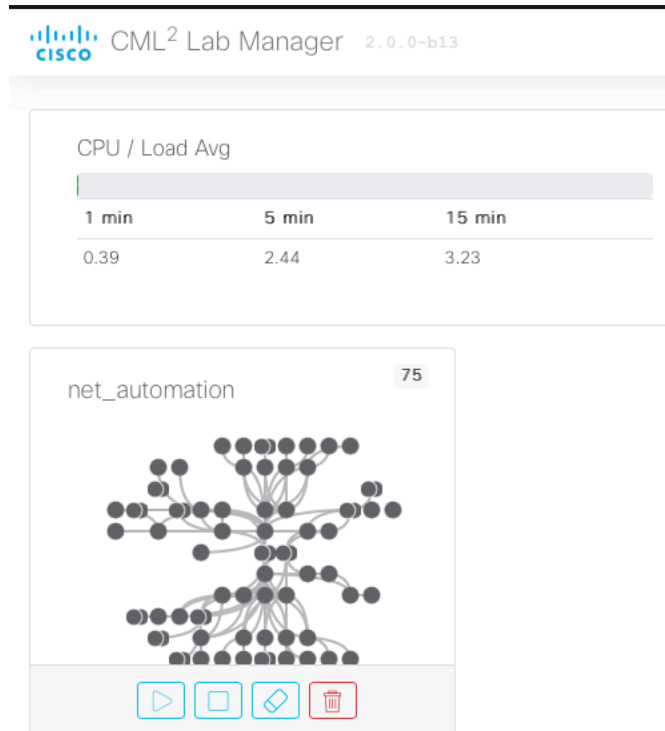 CISCO CML² Lab Manager 2.0.0-b13
CPU / Load Avg
1 min 5 min 15 min
0.39 2.44 3.23
net_automation 75